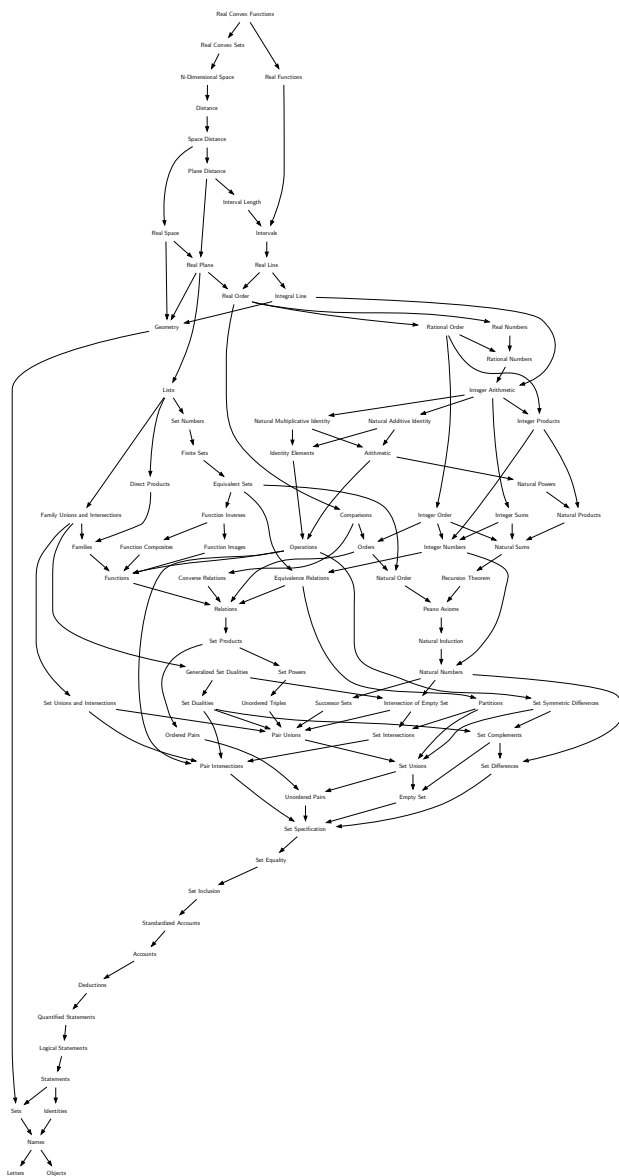 Real Convex Functions
Real Convex Sets
N-Dimensional Space Real Functions
Distance
Space Distance
Plane Distance
Interval Length
Real Space Intervals
Real Plane Real Line
Real Order Integral Line
Geometry Rational Order Real Numbers
Rational Numbers
Lists Integer Arithmetic
Set Numbers Natural Multiplicative Identity Natural Additive Identity Integer Products
Finite Sets Identity Elements Arithmetic
Direct Products Equivalent Sets Natural Powers
Family Unions and Intersections Function Inverses Comparisons Integer Order Integer Sums Natural Products
Families Function Composites Function Images Operations Orders Integer Numbers Natural Sums
Functions Converse Relations Equivalence Relations Natural Order Recursion Theorem
Relations Peano Axioms
Set Products Natural Induction
Generalized Set Dualities Set Powers Natural Numbers
Set Unions and Intersections Set Dualities Unordered Triples Successor Sets Intersection of Empty Set Partitions Set Symmetric Differences
Ordered Pairs Pair Unions Set Intersections Set Complements
Pair Intersections Set Unions Set Differences
Unordered Pairs Empty Set
Set Specification
Set Equality
Set Inclusion
Standardized Accounts
Accounts
Deductions
Quantified Statements
Logical Statements
Statements
Sets Identities
Names
Letters Objects